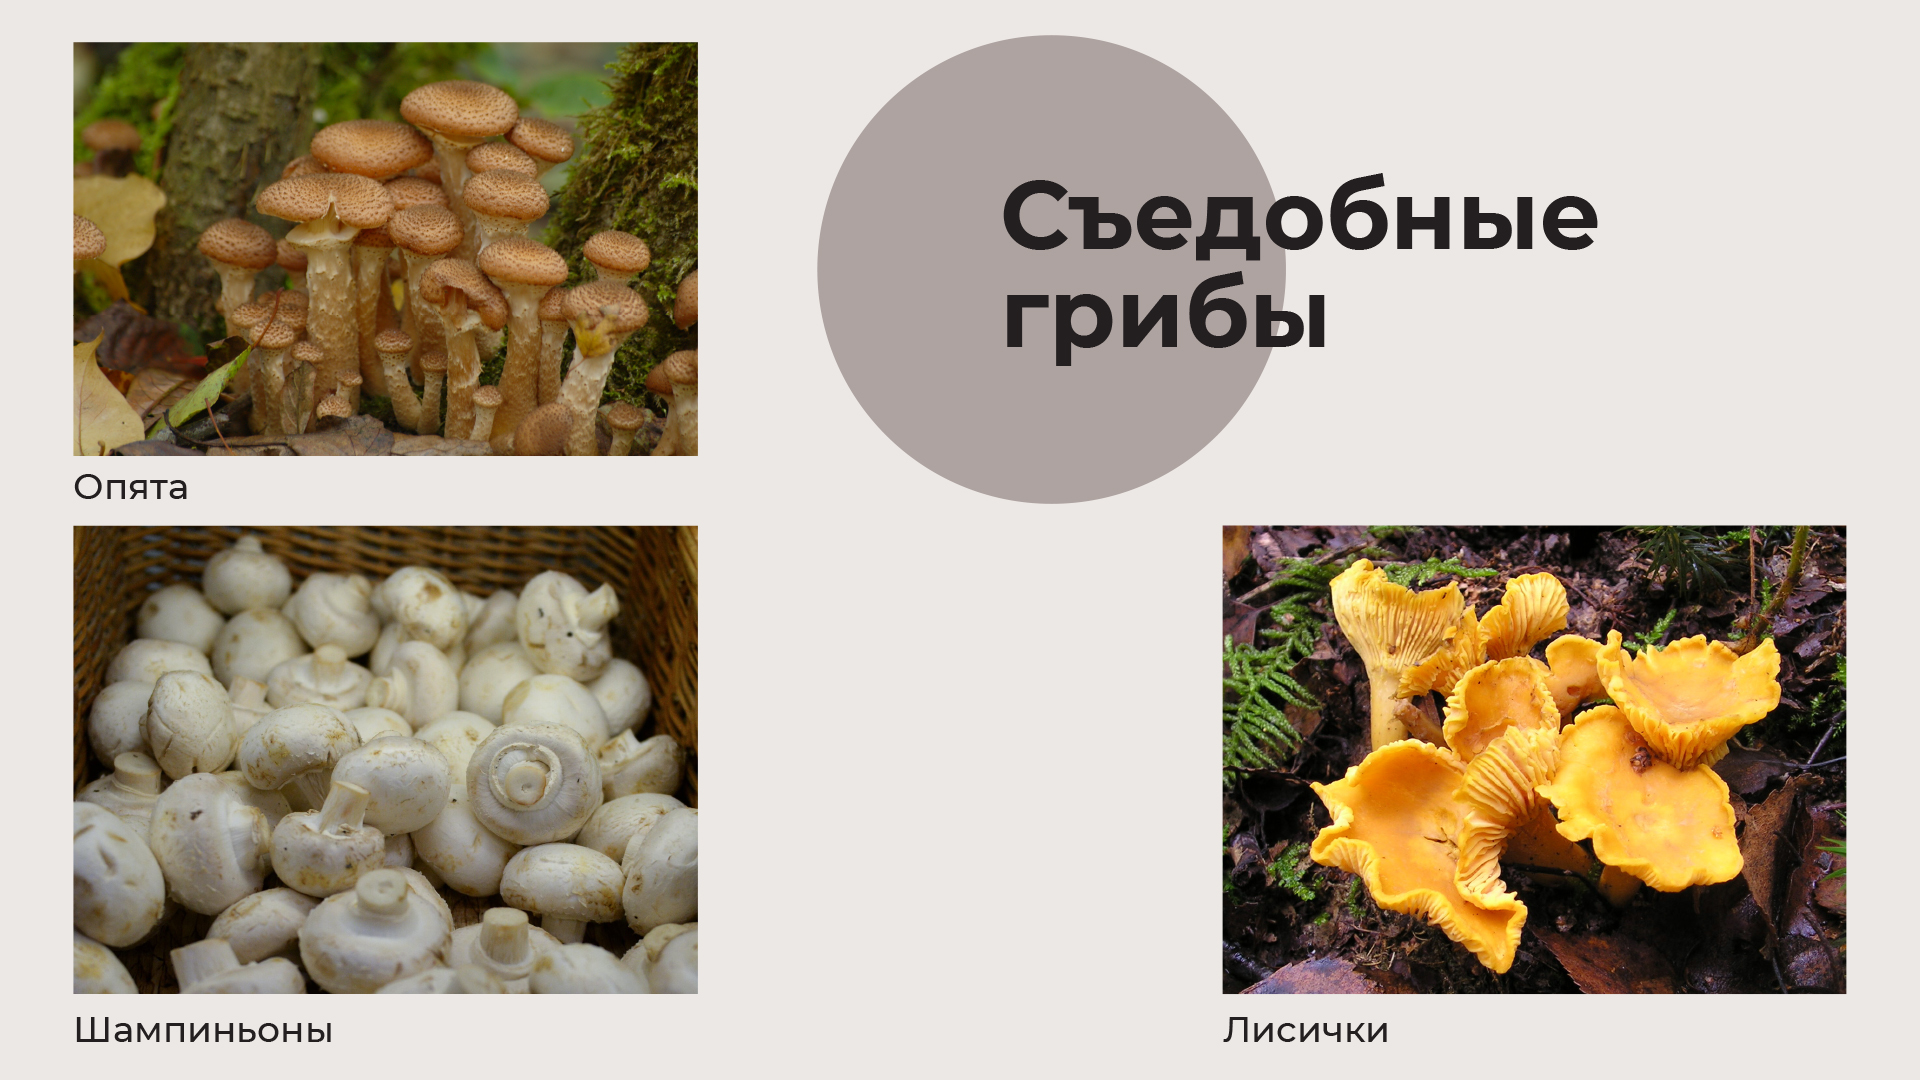 Съедобные
грибы
Опята
Шампиньоны
Лисички